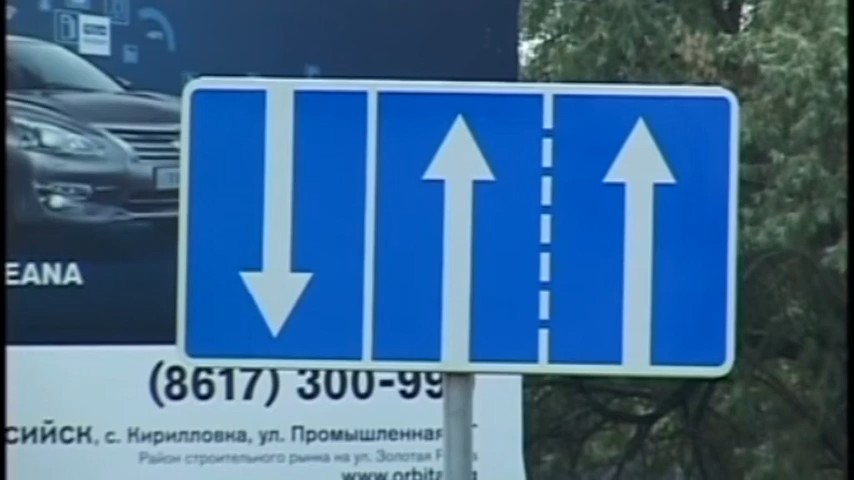 EANA
(8617) 300-99
СИЙСК, с. Кирилловка, ул. Промышленная
Район строительного рынка на ул. Золотая
www.orbita